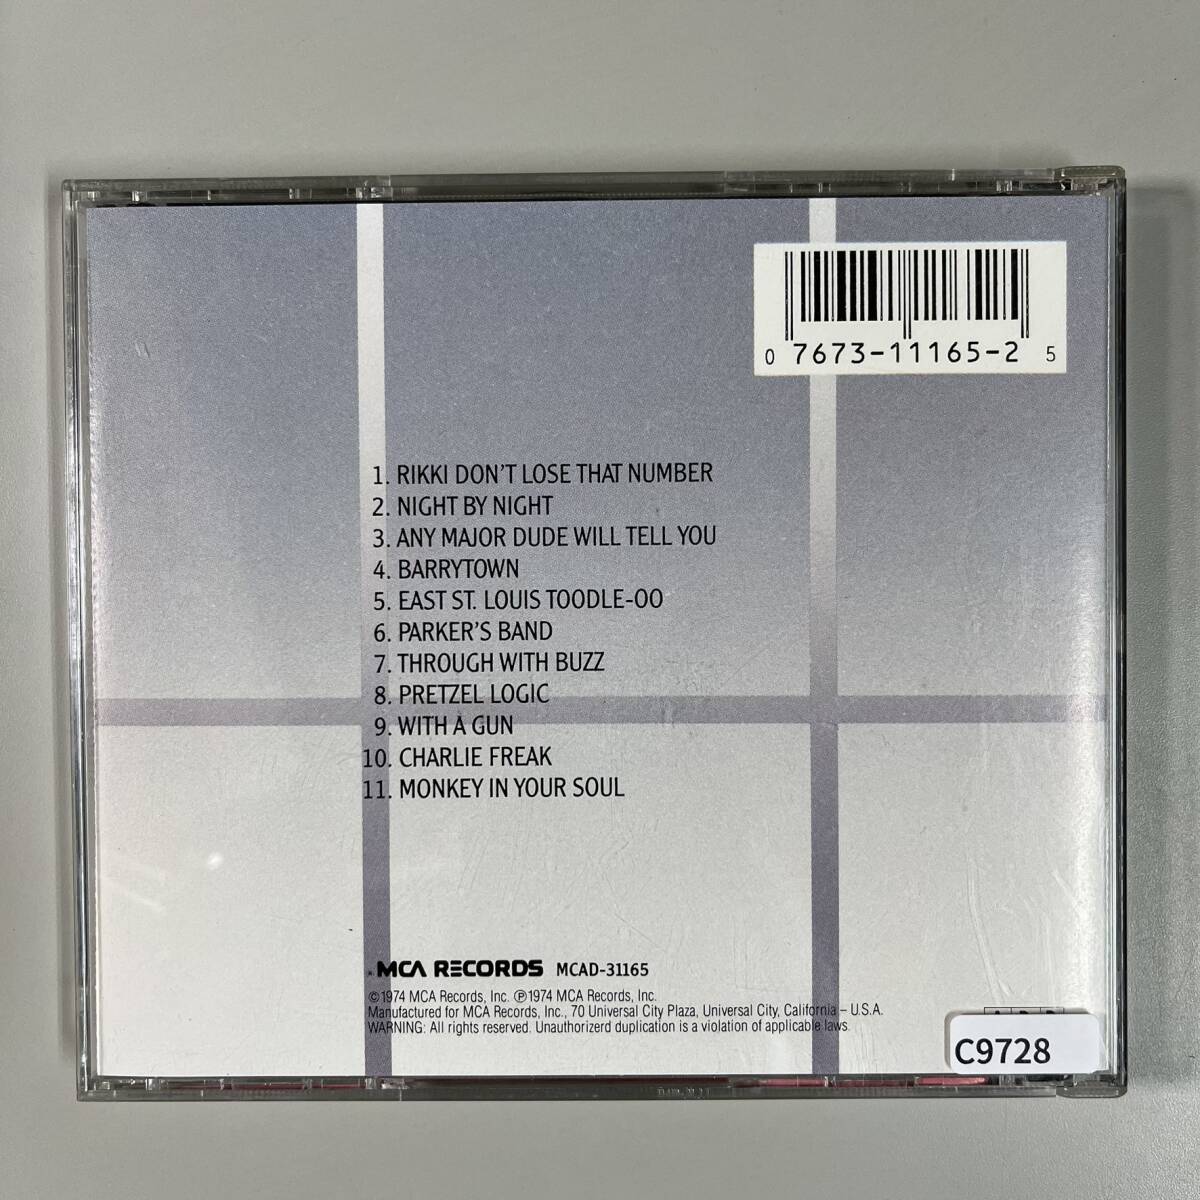 0 7673-11165-2 5
1. RIKKI DON'T LOSE THAT NUMBER
2. NIGHT BY NIGHT
3. ANY MAJOR DUDE WILL TELL YOU
4. BARRYTOWN
5. EAST ST. LOUIS TOODLE-OO
6. PARKER'S BAND
7. THROUGH WITH BUZZ
8. PRETZEL LOGIC
9. WITH A GUN
10. CHARLIE FREAK
11. MONKEY IN YOUR SOUL
MCA RECORDS MCAD-31165
©1974 MCA Records, Inc. ℗1974 MCA Records, Inc.
Manufactured for MCA Records, Inc., 70 Universal City Plaza, Universal City, California – U.S.A.
WARNING: All rights reserved. Unauthorizerd duplication is a violation of applicable laws.
C9728